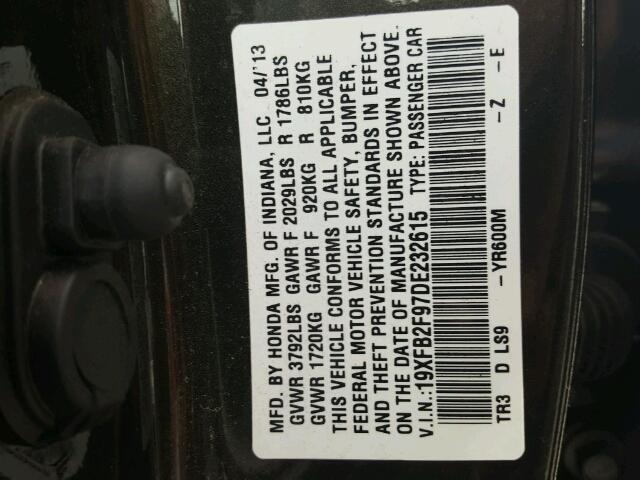 MFD. BY HONDA MFG. OF INDIANA, LLC 04/'13
GVWR 3792LBS GAWR F 2029LBS R 1786LBS
GVWR 1720KG GAWR F 920KG R 810KG
THIS VEHICLE CONFORMS TO ALL APPLICABLE
FEDERAL MOTOR VEHICLE SAFETY, BUMPER,
AND THEFT PREVENTION STANDARDS IN EFFECT
ON THE DATE OF MANUFACTURE SHOWN ABOVE.
V.I.N.:19XFB2F97DE232615 TYPE: PASSENGER CAR
TR3 D LS9 -YR600M -Z -E